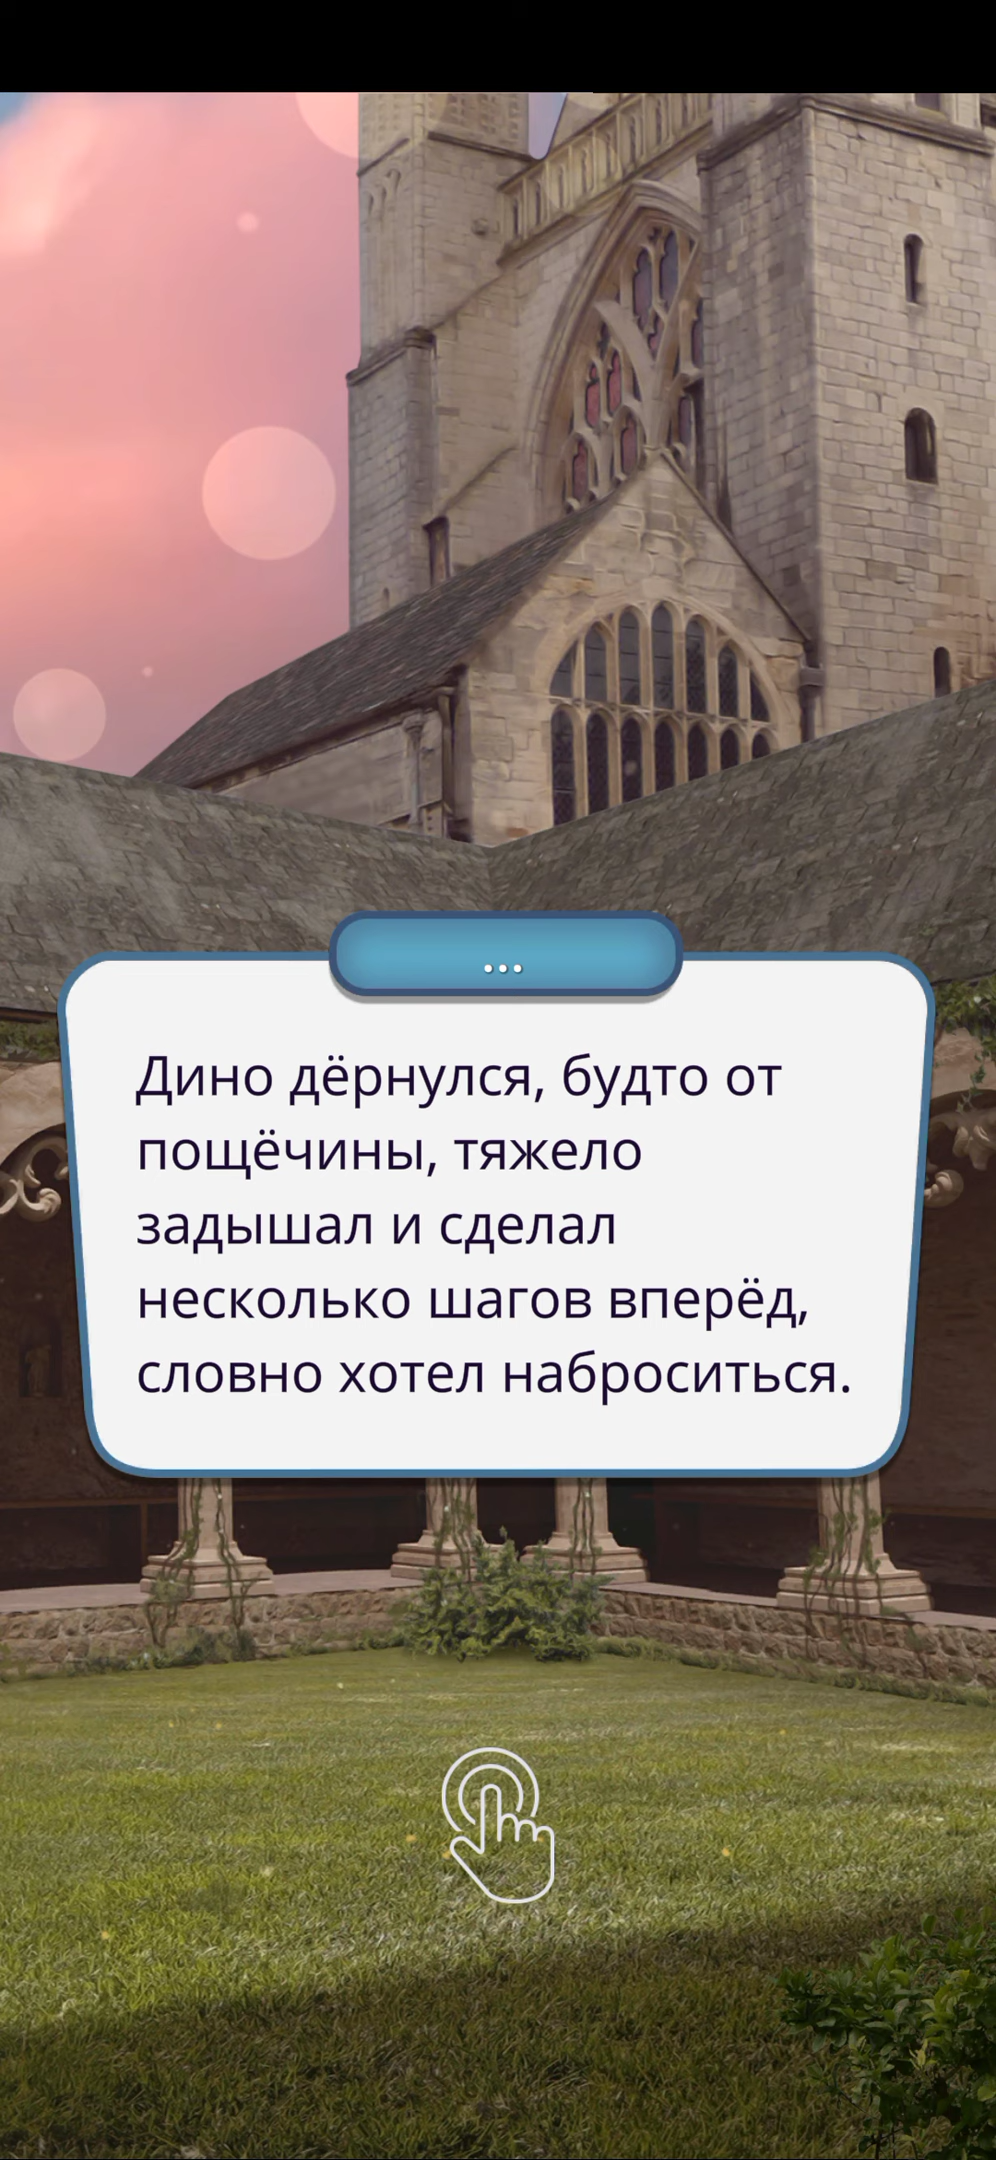 ...
Дино дёрнулся, будто от
пощёчины, тяжело
задышал и сделал
несколько шагов вперёд,
словно хотел наброситься.